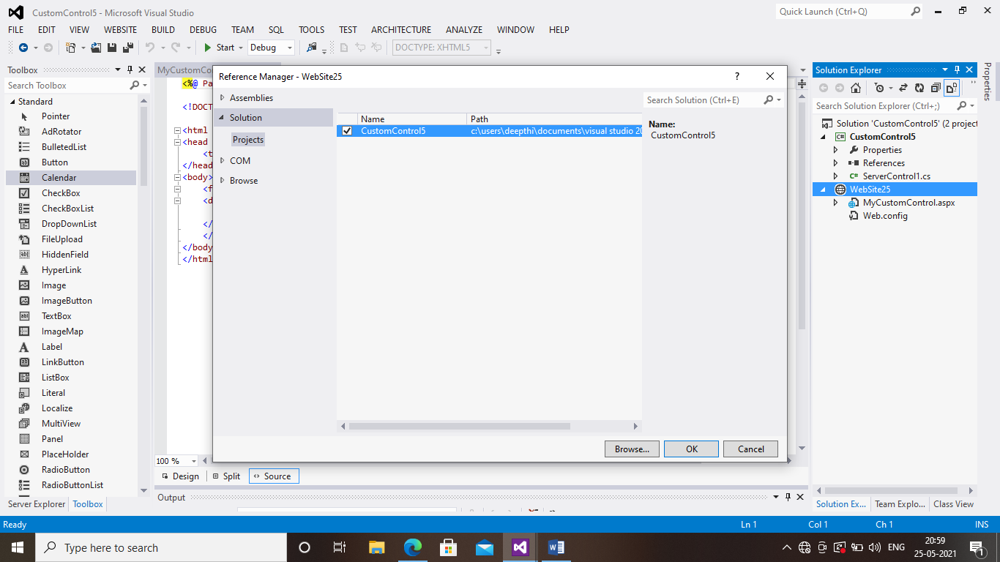 CustomControl5 - Microsoft Visual Studio
Quick Launch (Ctrl+Q)
FILE EDIT VIEW WEBSITE BUILD DEBUG TEAM SQL TOOLS TEST ARCHITECTURE ANALYZE WINDOW HELP
Start Debug DOCTYPE: XHTML5
Toolbox
Search Toolbox
Standard
Pointer
AdRotator
BulletedList
Button
Calendar
CheckBox
CheckBoxList
DropDownList
FileUpload
HiddenField
HyperLink
Image
ImageButton
TextBox
ImageMap
Label
LinkButton
ListBox
Literal
Localize
MultiView
Panel
PlaceHolder
RadioButton
RadioButtonList
Server Explorer Toolbox
MyCustomCo
<%@ Pa
<!DOCT
<html
<head
<t
</head
<body>
<f
<d
</
</
</body
</html
100 %
Design Split Source
Output
Reference Manager - WebSite25
?
Assemblies
Solution
Projects
COM
Browse
Search Solution (Ctrl+E)
Name Path
CustomControl5 c:\users\deepthi\documents\visual studio 20
Name:
CustomControl5
Browse... OK Cancel
Solution Explorer
Search Solution Explorer (Ctrl+;)
Solution 'CustomControl5' (2 project
CustomControl5
Properties
References
ServerControl1.cs
WebSite25
MyCustomControl.aspx
Web.config
Solution Ex... Team Explo... Class View
Properties
Ready Ln 1 Col 1 Ch 1 INS
Type here to search
ENG
20:59
25-05-2021
1